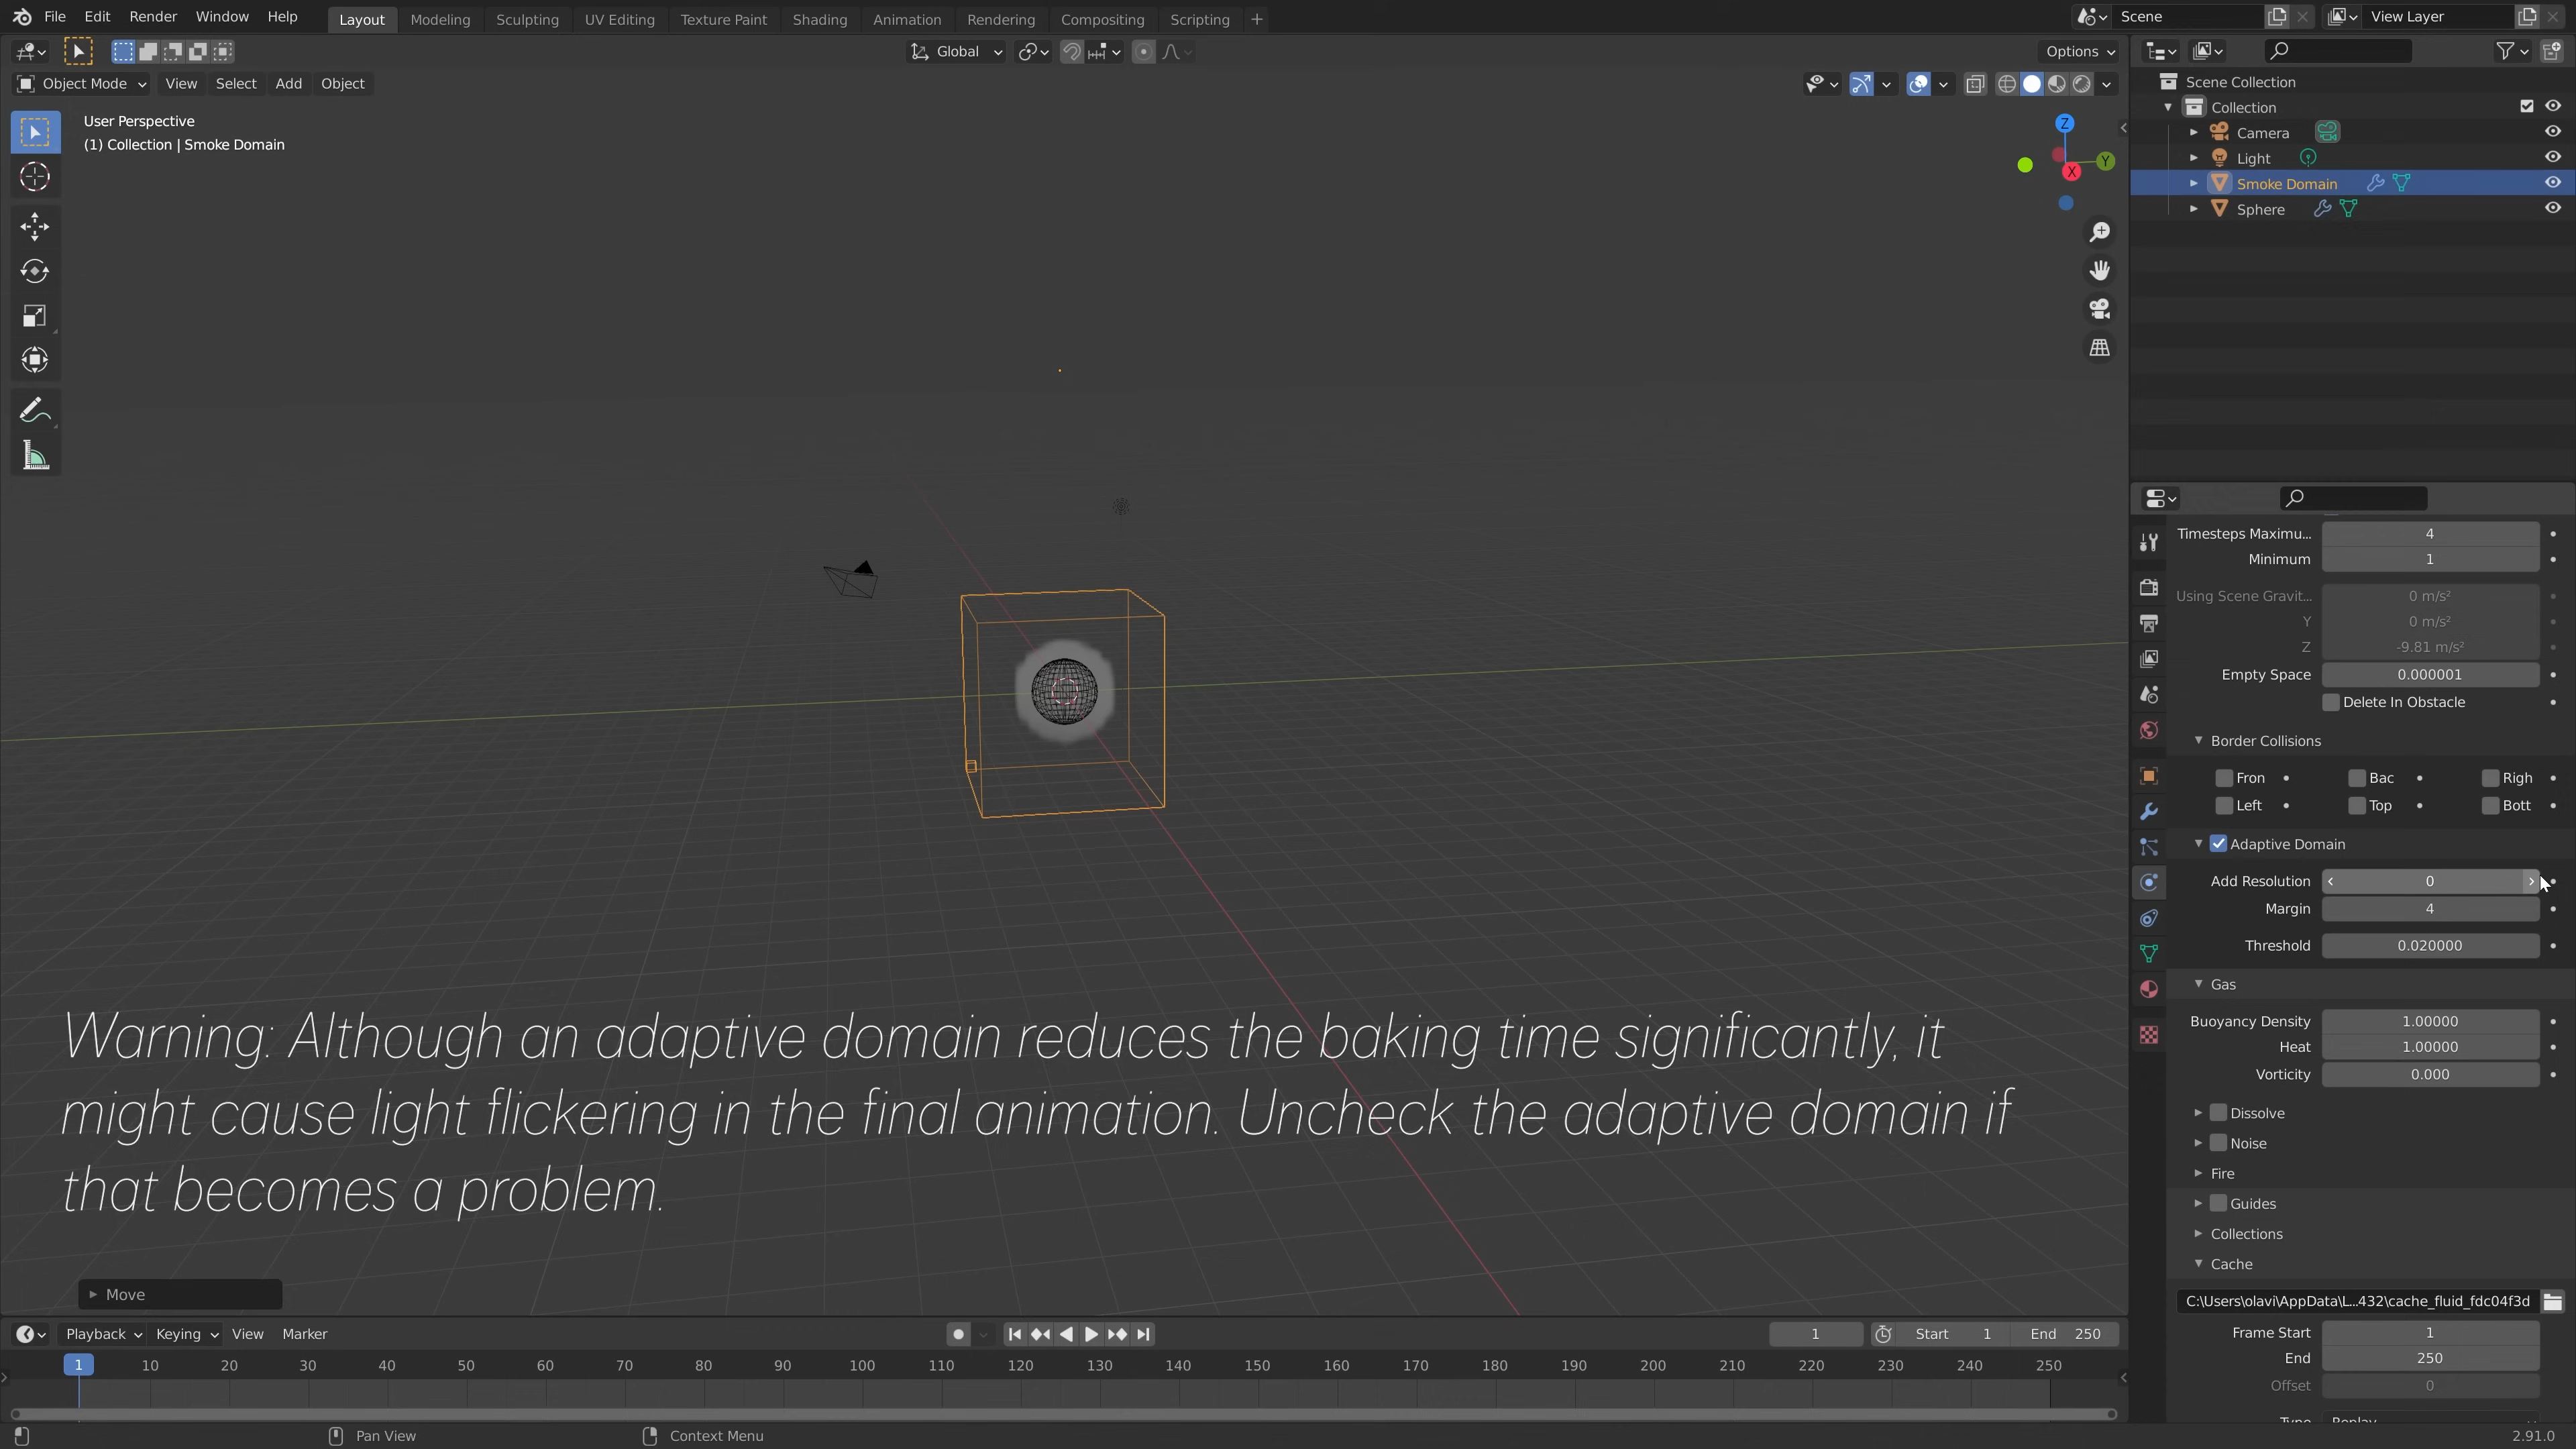 File Edit Render Window Help Layout Modeling Sculpting UV Editing Texture Paint Shading Animation Rendering Compositing Scripting + Scene View Layer
Global Options
Object Mode View Select Add Object
User Perspective
(1) Collection | Smoke Domain
Z
Y
X
Scene Collection
Collection
Camera
Light
Smoke Domain
Sphere
Timesteps Maximu... 4
Minimum 1
Using Scene Gravit... 0 m/s²
Y 0 m/s²
Z -9.81 m/s²
Empty Space 0.000001
Delete In Obstacle
Border Collisions
Fron Bac Righ
Left Top Bott
Adaptive Domain
Add Resolution 0
Margin 4
Threshold 0.020000
Gas
Buoyancy Density 1.00000
Heat 1.00000
Vorticity 0.000
Dissolve
Noise
Fire
Guides
Collections
Cache
C:\Users\olavi\AppData\L...432\cache_fluid_fdc04f3d
Frame Start 1
End 250
Offset 0
Type Replay
Warning: Although an adaptive domain reduces the baking time significantly, it
might cause light flickering in the final animation. Uncheck the adaptive domain if
that becomes a problem.
Move
Playback Keying View Marker 1 Start 1 End 250
1 10 20 30 40 50 60 70 80 90 100 110 120 130 140 150 160 170 180 190 200 210 220 230 240 250
Pan View Context Menu 2.91.0